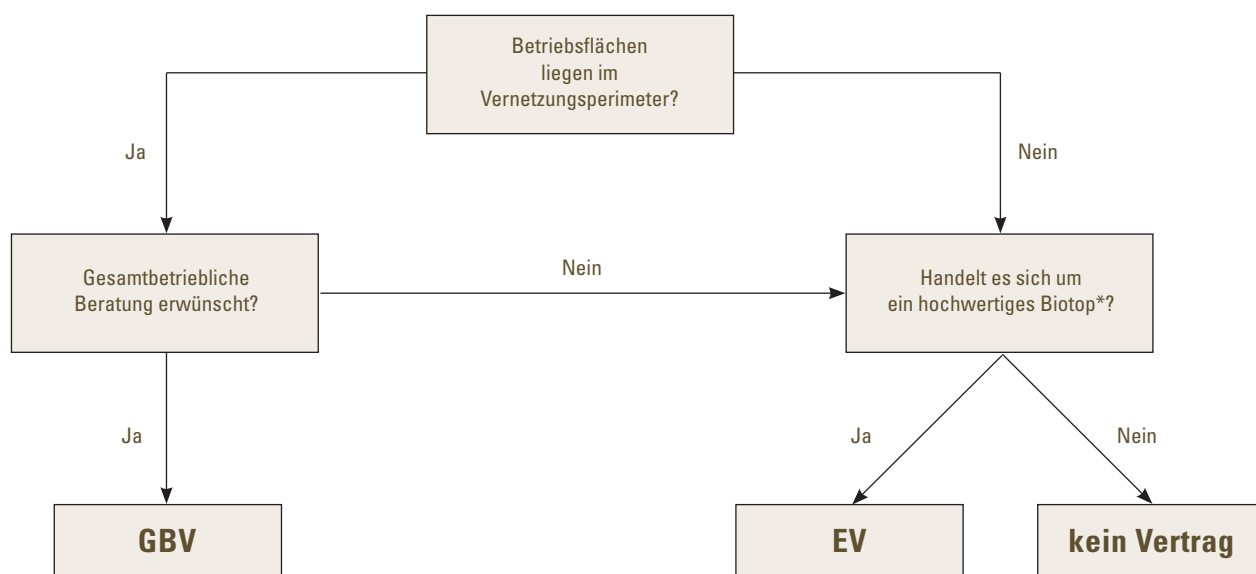 Betriebsflächen
liegen im
Vernetzungsperimeter?
Ja
Nein
Gesamtbetriebliche
Beratung erwünscht?
Nein
Handelt es sich um
ein hochwertiges Biotop*?
Ja
Ja
Nein
GBV
EV
kein Vertrag